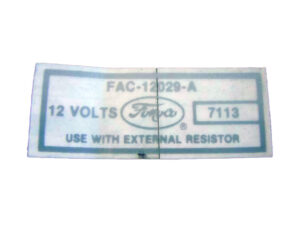 FAC-12029-A
12 VOLTS Ford ® 7113
USE WITH EXTERNAL RESISTOR